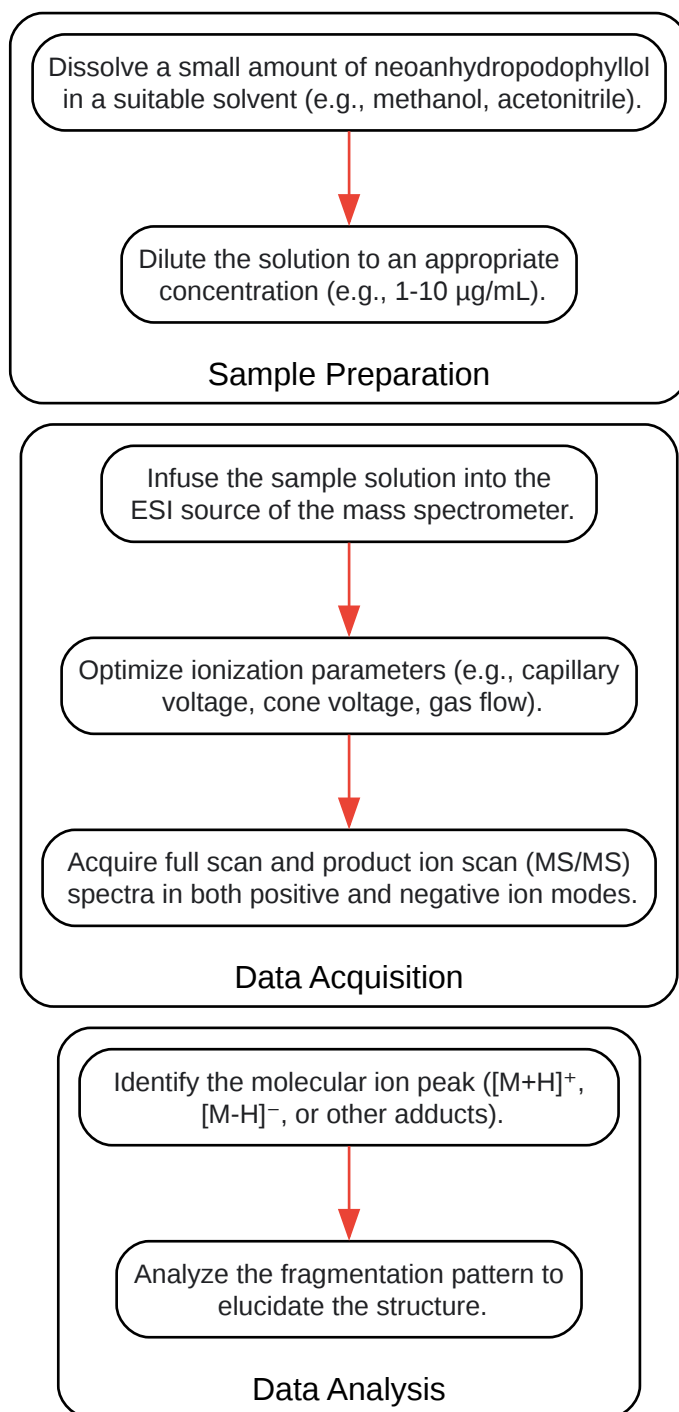 Dissolve a small amount of neoanhydropodophyllol
in a suitable solvent (e.g., methanol, acetonitrile).
Dilute the solution to an appropriate
concentration (e.g., 1-10 µg/mL).
Sample Preparation
Infuse the sample solution into the
ESI source of the mass spectrometer.
Optimize ionization parameters (e.g., capillary
voltage, cone voltage, gas flow).
Acquire full scan and product ion scan (MS/MS)
spectra in both positive and negative ion modes.
Data Acquisition
Identify the molecular ion peak ([M+H]⁺,
[M-H]⁻, or other adducts).
Analyze the fragmentation pattern to
elucidate the structure.
Data Analysis